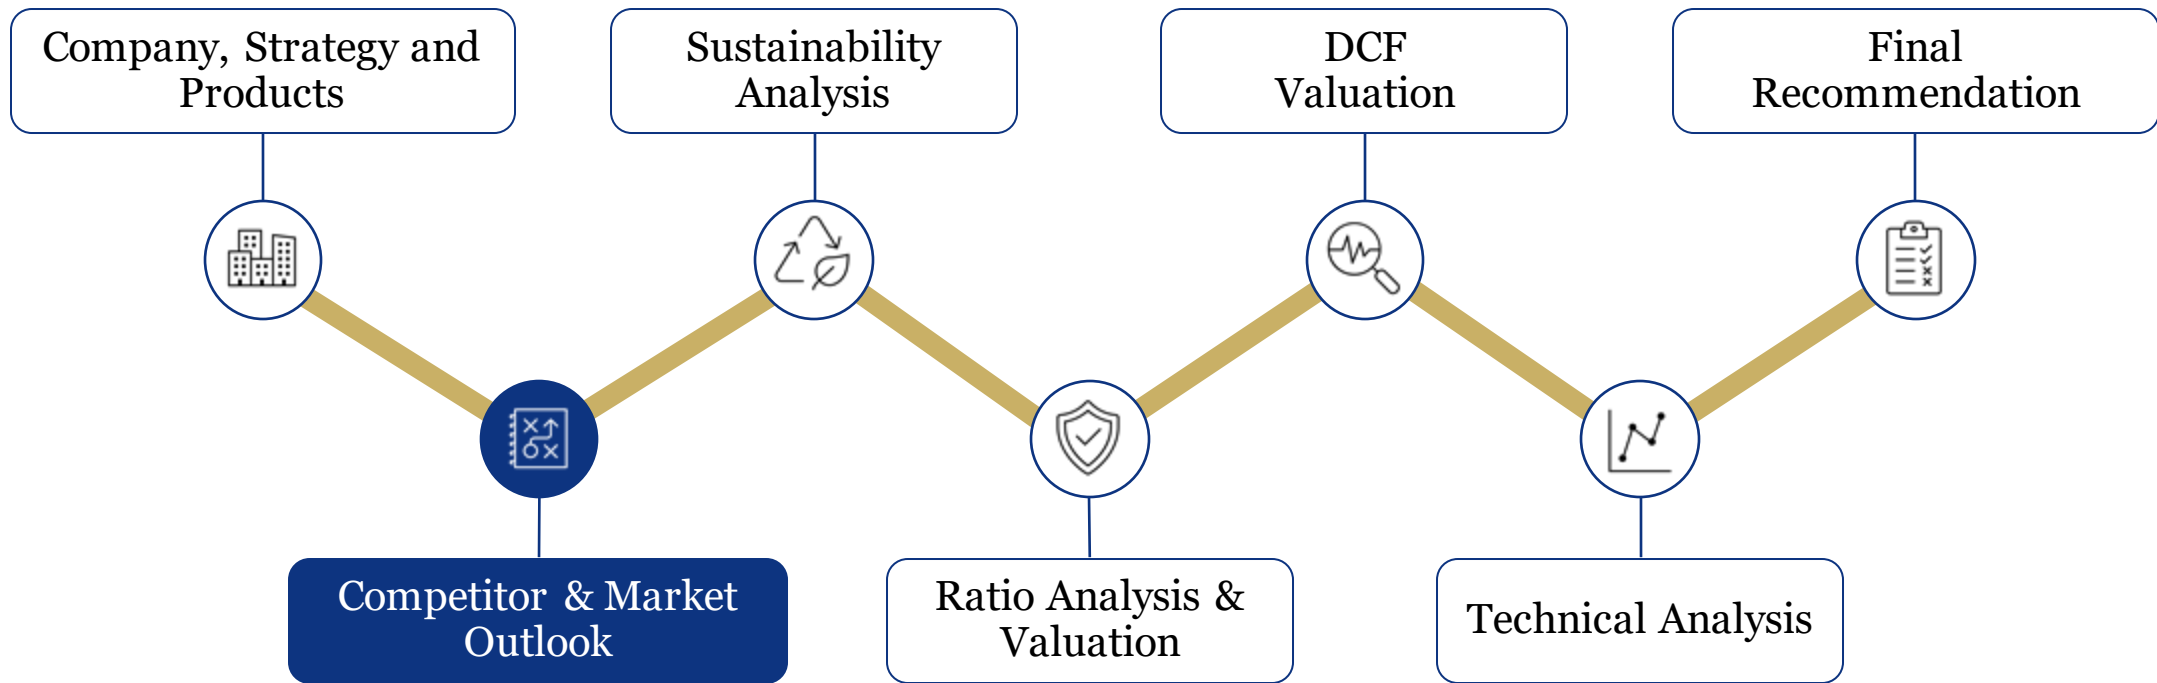 Company, Strategy and
Products
Sustainability
Analysis
DCF
Valuation
Final
Recommendation
Competitor & Market
Outlook
Ratio Analysis &
Valuation
Technical Analysis